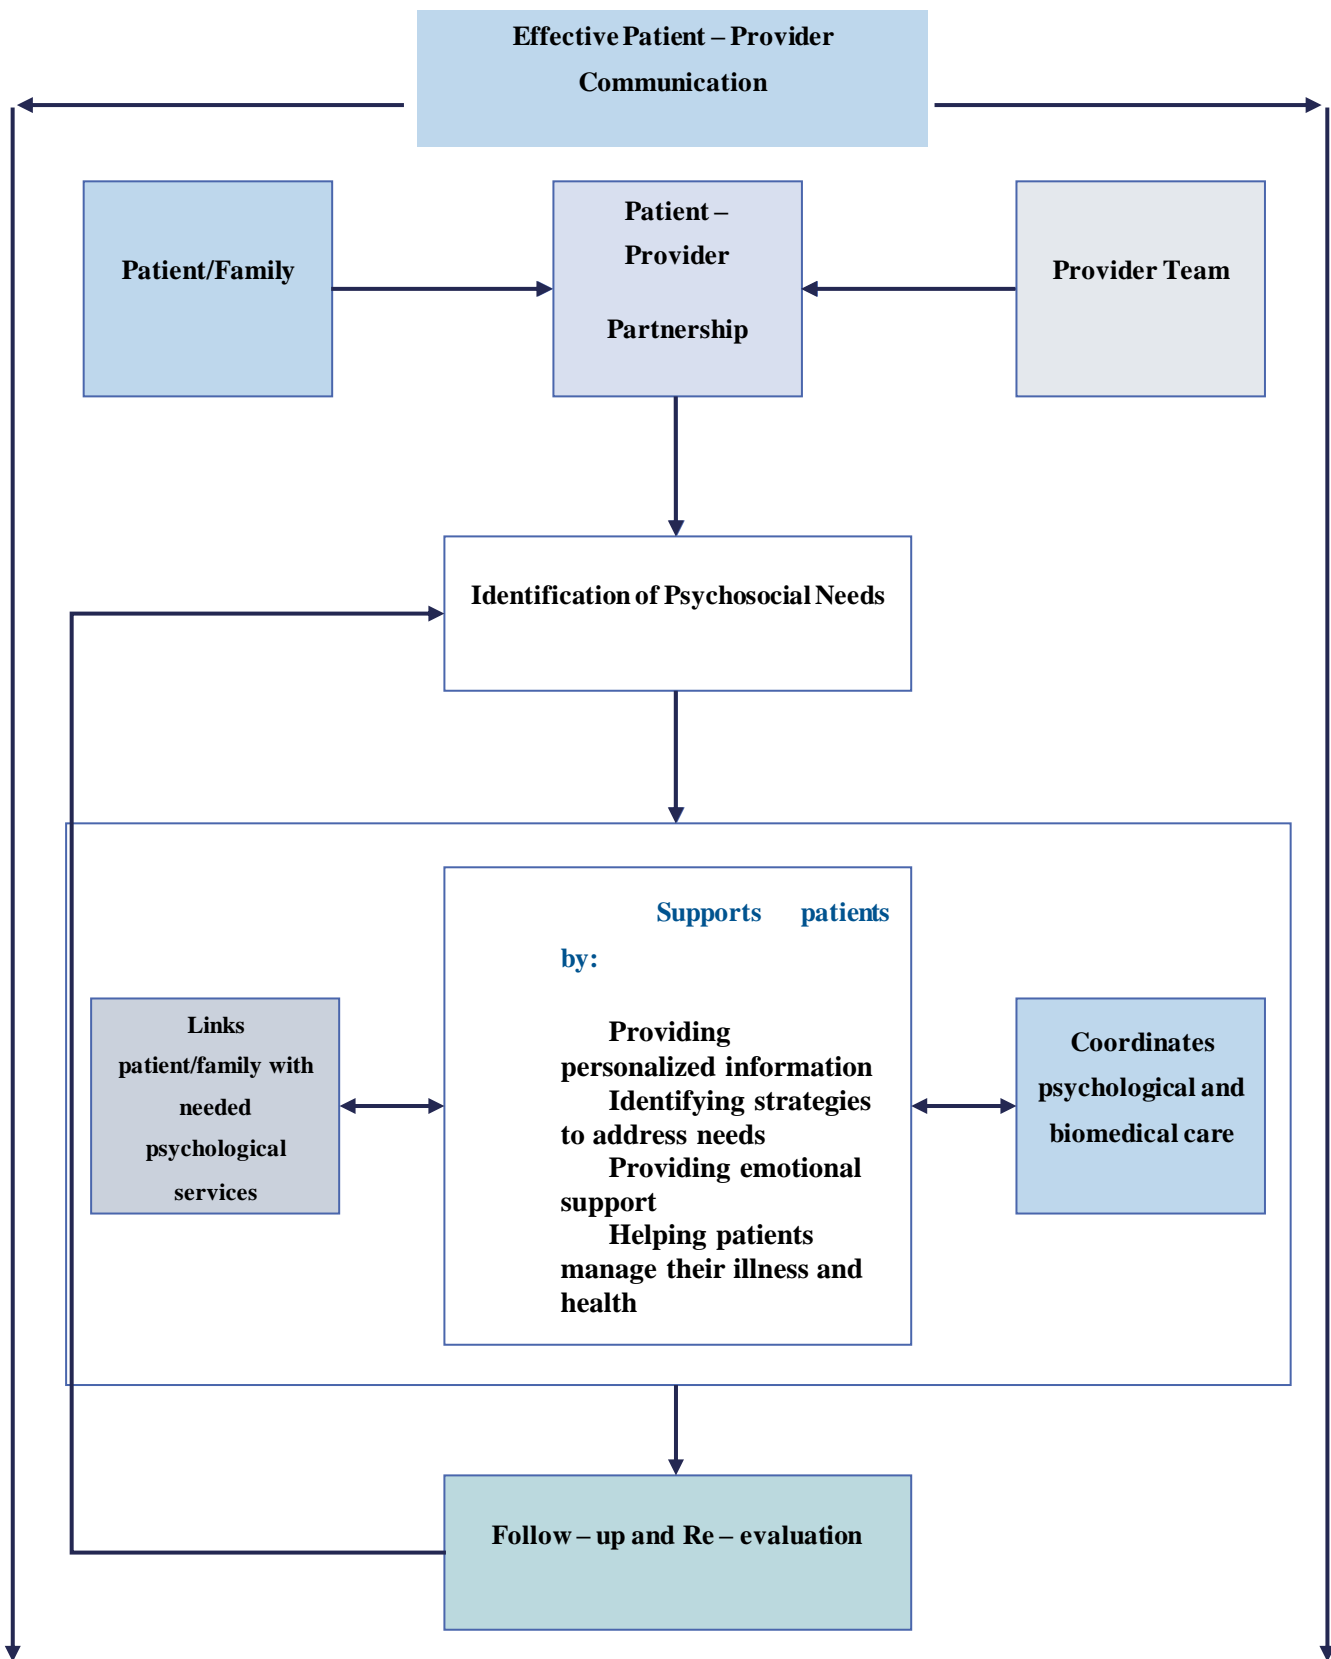 Effective Patient – Provider
Communication
Patient/Family
Patient –
Provider
Partnership
Provider Team
Identification of Psychosocial Needs
Links
patient/family with
needed
psychological
services
Supports patients
by:
Providing
personalized information
Identifying strategies
to address needs
Providing emotional
support
Helping patients
manage their illness and
health
Coordinates
psychological and
biomedical care
Follow – up and Re – evaluation